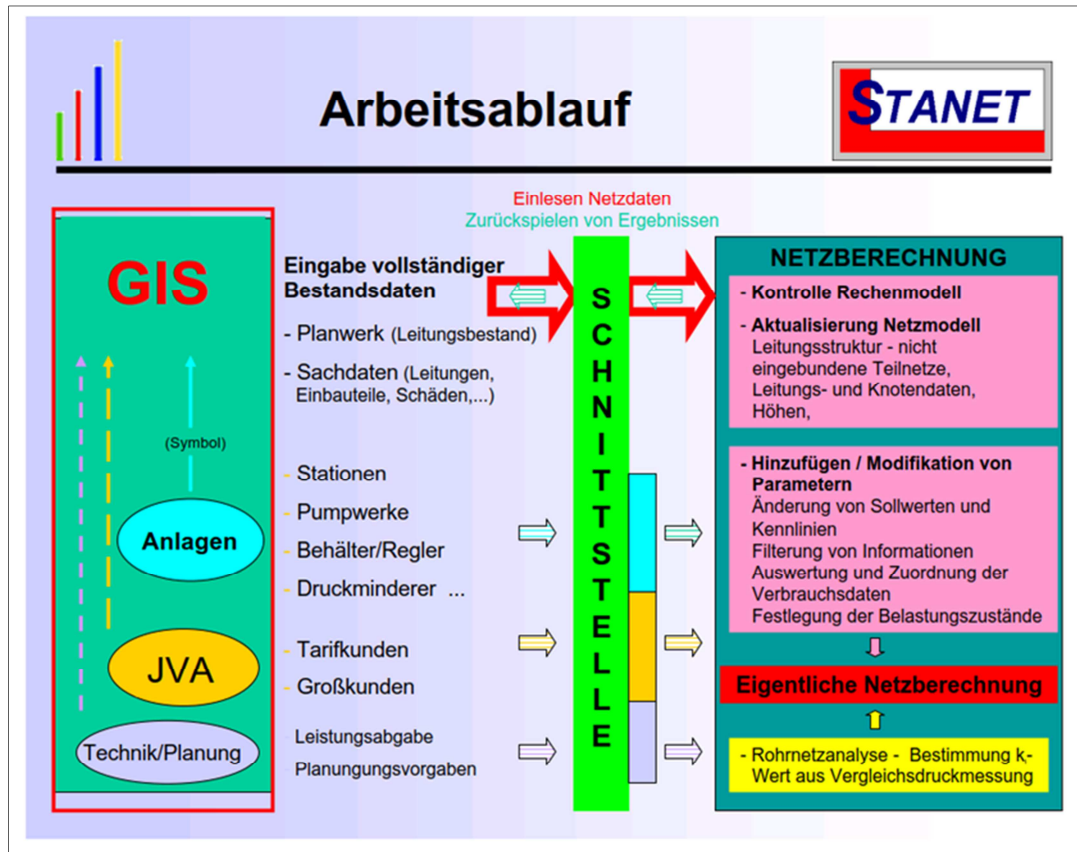 Arbeitsablauf
STANET
Einlesen Netzdaten
Zurückspielen von Ergebnissen
GIS
(Symbol)
Anlagen
JVA
Technik/Planung
Eingabe vollständiger
Bestandsdaten
- Planwerk (Leitungsbestand)
- Sachdaten (Leitungen,
Einbauteile, Schäden,...)
- Stationen
- Pumpwerke
- Behälter/Regler
- Druckminderer ...
- Tarifkunden
- Großkunden
Leistungsabgabe
Planungungsvorgaben
SCHNITTSTELLE
NETZBERECHNUNG
- Kontrolle Rechenmodell
- Aktualisierung Netzmodell
Leitungsstruktur - nicht
eingebundene Teilnetze,
Leitungs- und Knotendaten,
Höhen,
- Hinzufügen / Modifikation von
Parametern
Änderung von Sollwerten und
Kennlinien
Filterung von Informationen
Auswertung und Zuordnung der
Verbrauchsdaten
Festlegung der Belastungszustände
Eigentliche Netzberechnung
- Rohrnetzanalyse - Bestimmung
Wert aus Vergleichsdruckmessung